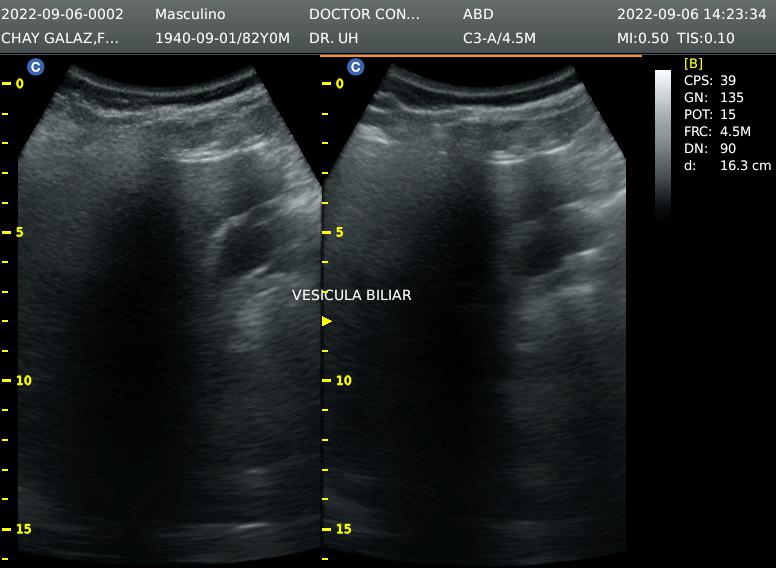 2022-09-06-0002 Masculino DOCTOR CON... ABD 2022-09-06 14:23:34
CHAY GALAZ,F... 1940-09-01/82Y0M DR. UH C3-A/4.5M MI:0.50 TIS:0.10
C C
0 0
[B]
CPS: 39
GN: 135
POT: 15
FRC: 4.5M
DN: 90
d: 16.3 cm
5 5
VESICULA BILIAR
10 10
15 15